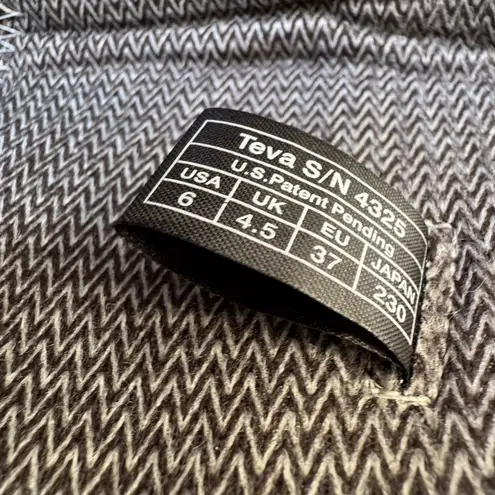 Teva S/N 4325
U.S.Patent Pending
USA UK EU JAPAN
6 4.5 37 230